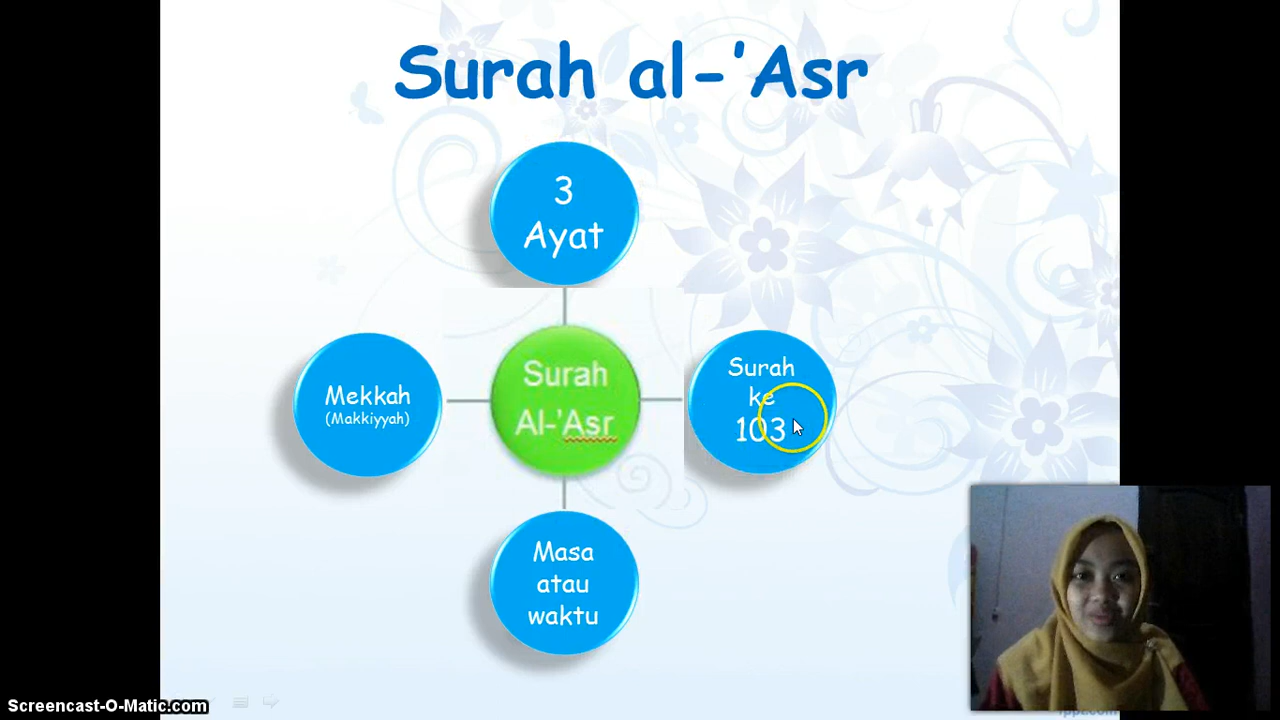 Surah al-'Asr
3
Ayat
Mekkah
(Makkiyyah)
Surah
Al-'Asr
Surah
ke
103
Masa
atau
waktu
Screencast-O-Matic.com